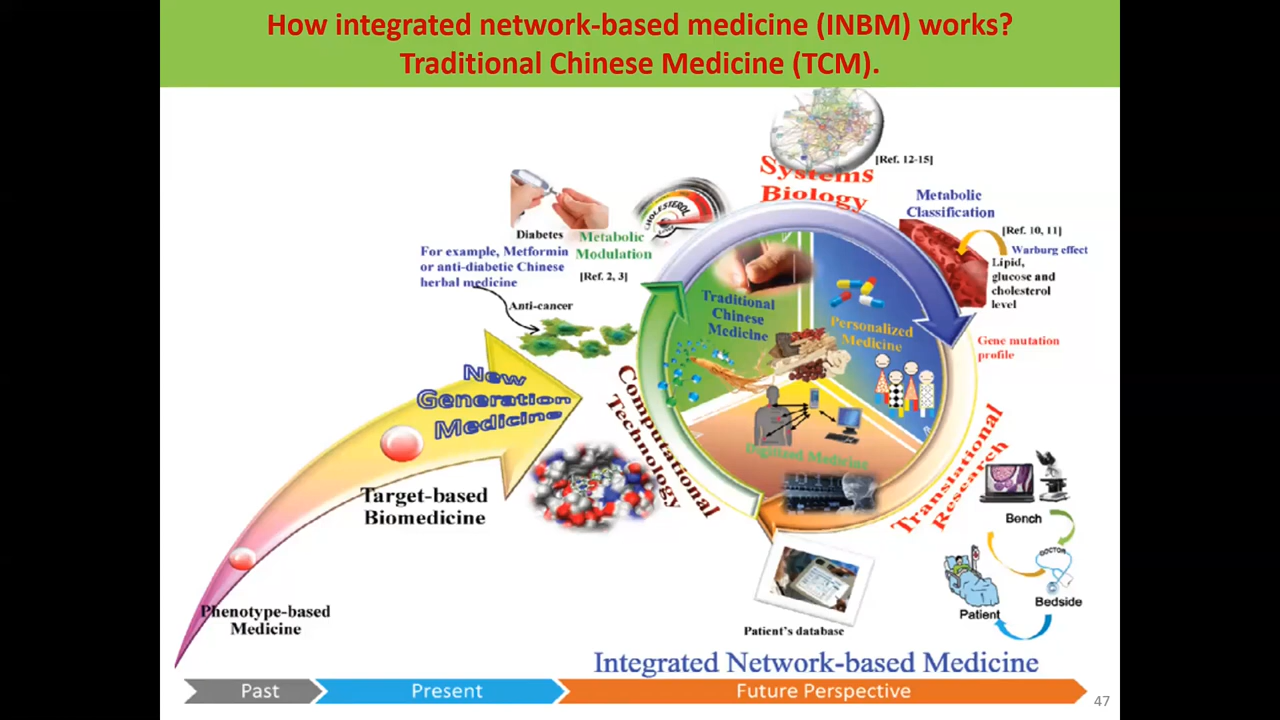 How integrated network-based medicine (INBM) works?
Traditional Chinese Medicine (TCM).
[Ref. 12-15]
Systems
Biology
Metabolic
Classification
[Ref. 10, 11]
Warburg effect
Lipid,
glucose and
cholesterol
level
Gene mutation
profile
CHOLESTEROL
Diabetes
Metabolic
Modulation
[Ref. 2, 3]
For example, Metformin
or anti-diabetic Chinese
herbal medicine
Anti-cancer
Traditional
Chinese
Medicine
Personalized
Medicine
Digitized Medicine
New
Generation
Medicine
Computational
Technology
Translational
Research
Target-based
Biomedicine
Phenotype-based
Medicine
Bench
DOCTOR
Bedside
Patient
Patient's database
Integrated Network-based Medicine
Past
Present
Future Perspective
47